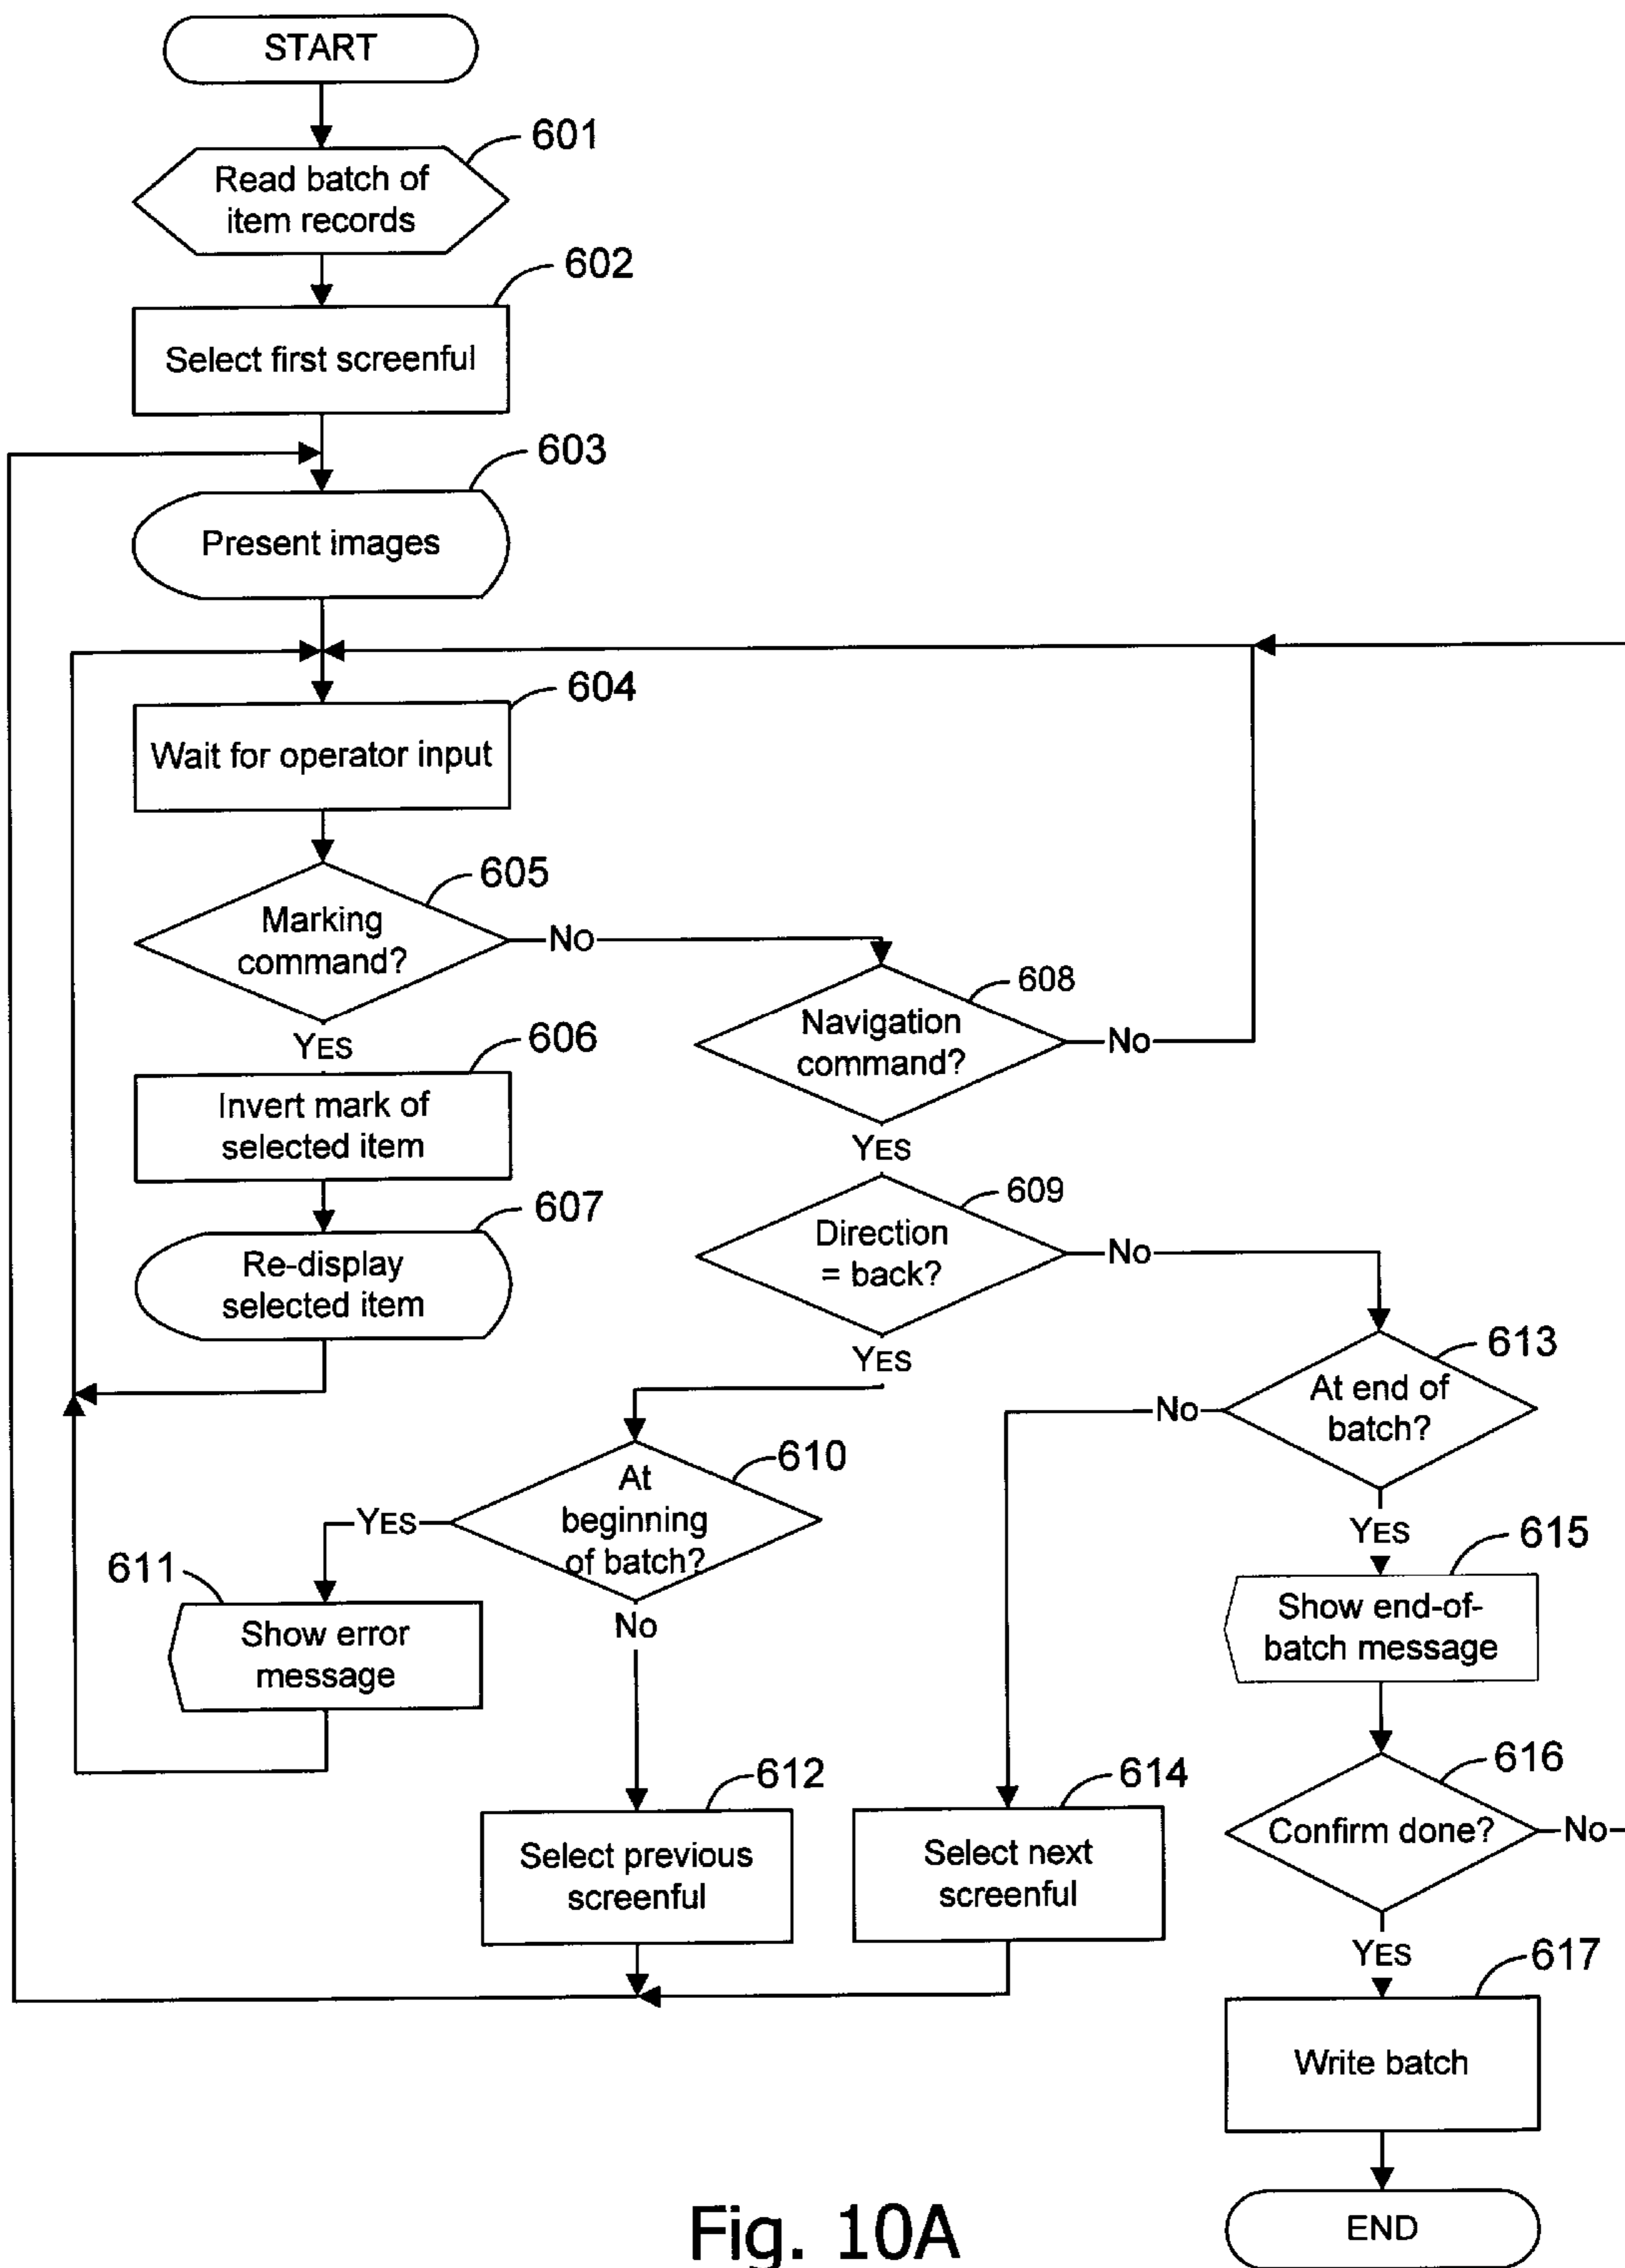 START
601
Read batch of
item records
602
Select first screenful
603
Present images
604
Wait for operator input
605
Marking
command?
No
608
Navigation
command?
No
YES
606
Invert mark of
selected item
YES
609
Direction
= back?
No
607
Re-display
selected item
YES
613
At end of
batch?
No
610
At
beginning
of batch?
YES
YES
615
611
Show error
message
No
Show end-of-
batch message
616
Confirm done?
No
612
Select previous
screenful
614
Select next
screenful
YES
617
Write batch
END
Fig. 10A